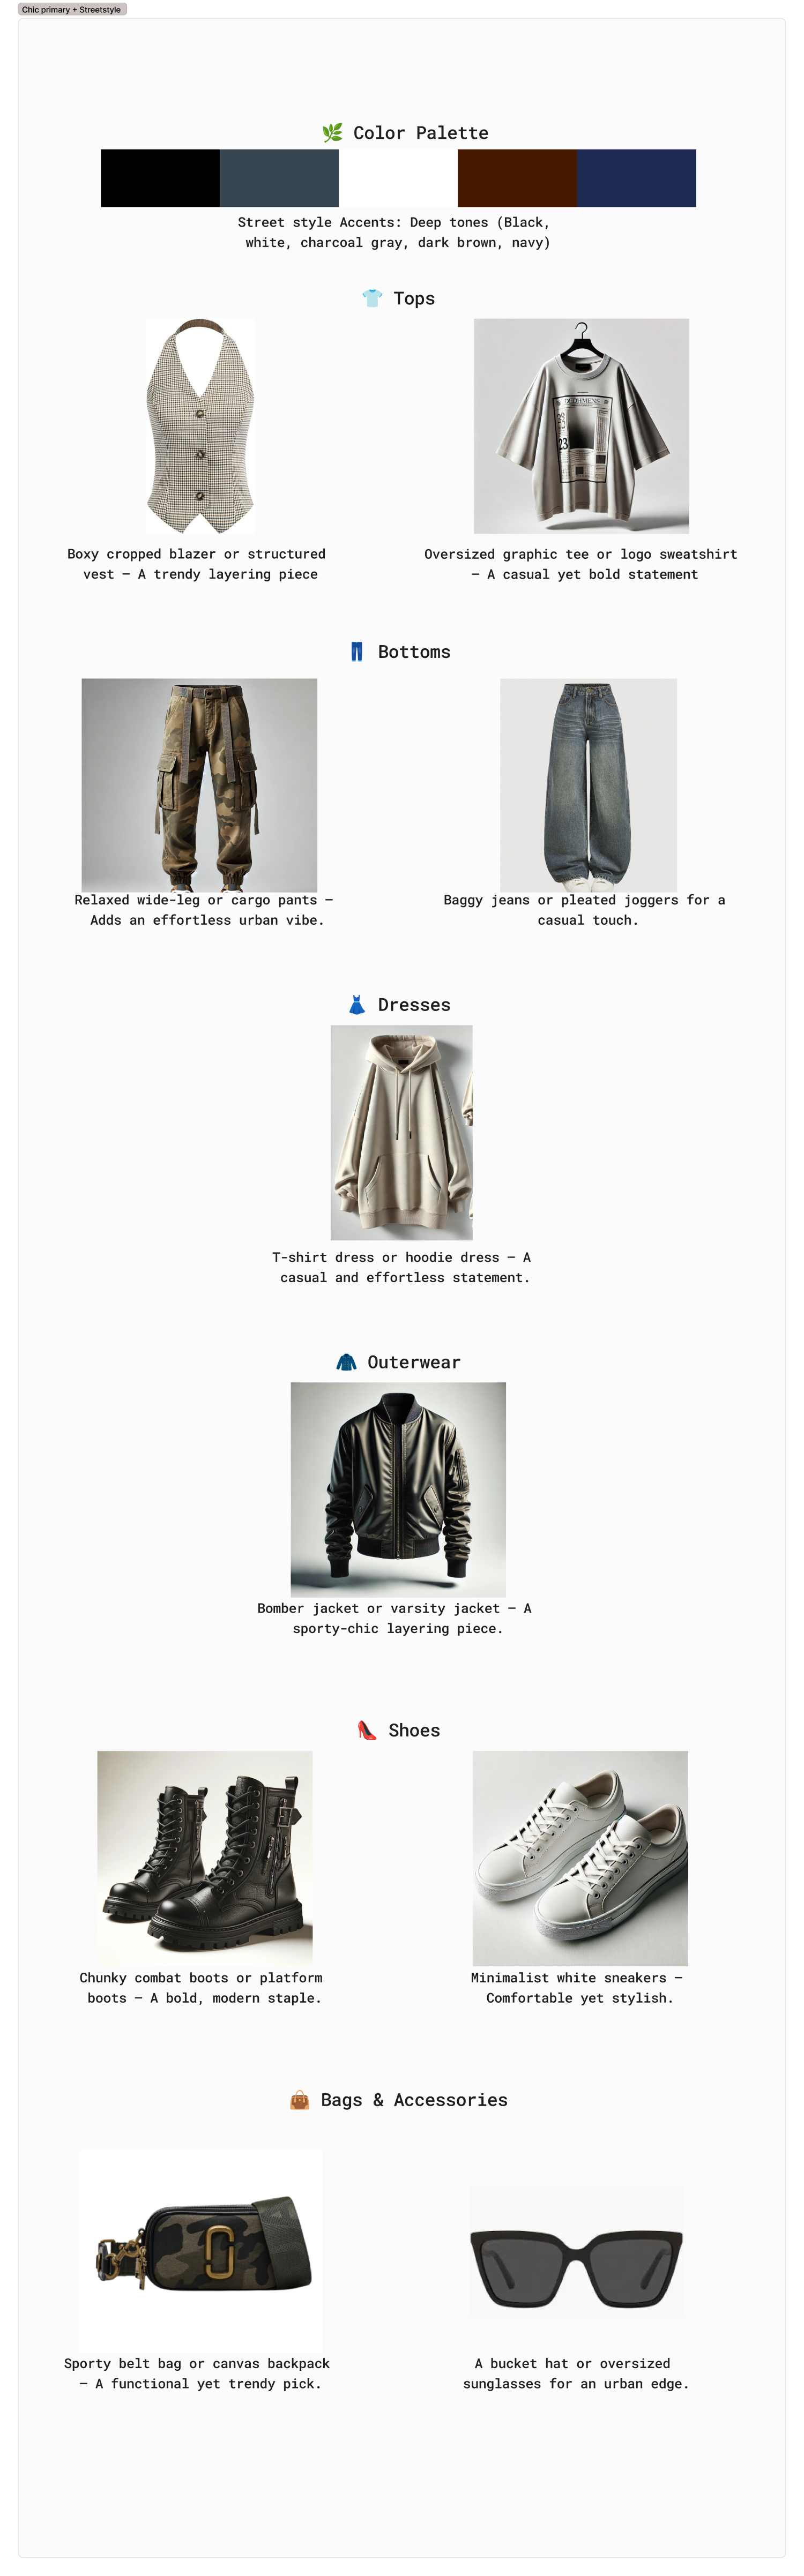 Chic primary + Streetstyle
🌿 Color Palette
Street style Accents: Deep tones (Black,
white, charcoal gray, dark brown, navy)
👕 Tops
23
Boxy cropped blazer or structured
vest – A trendy layering piece
Oversized graphic tee or logo sweatshirt
– A casual yet bold statement
👖 Bottoms
Relaxed wide-leg or cargo pants –
Adds an effortless urban vibe.
Baggy jeans or pleated joggers for a
casual touch.
👗 Dresses
T-shirt dress or hoodie dress – A
casual and effortless statement.
🧥 Outerwear
Bomber jacket or varsity jacket – A
sporty-chic layering piece.
👠 Shoes
Chunky combat boots or platform
boots – A bold, modern staple.
Minimalist white sneakers –
Comfortable yet stylish.
👜 Bags & Accessories
Sporty belt bag or canvas backpack
– A functional yet trendy pick.
A bucket hat or oversized
sunglasses for an urban edge.